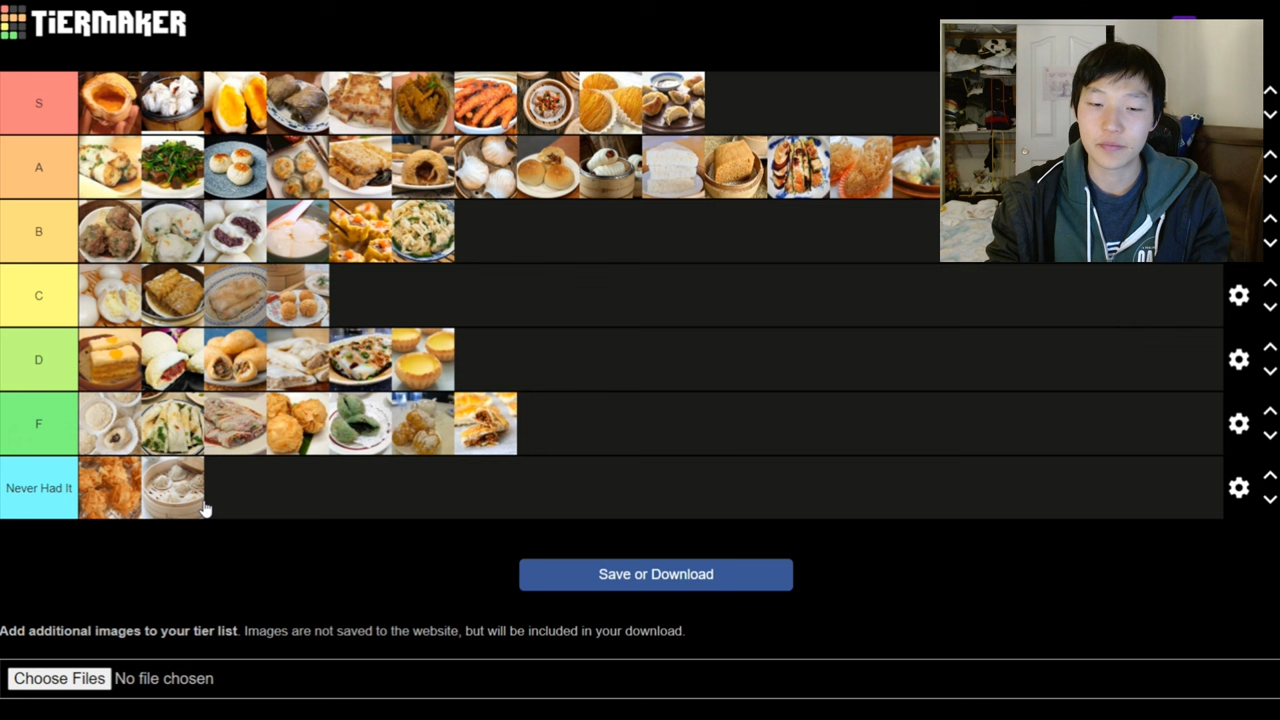 TiERMAKER
S
A
B
C
D
F
Never Had It
Save or Download
Add additional images to your tier list. Images are not saved to the website, but will be included in your download.
Choose Files No file chosen